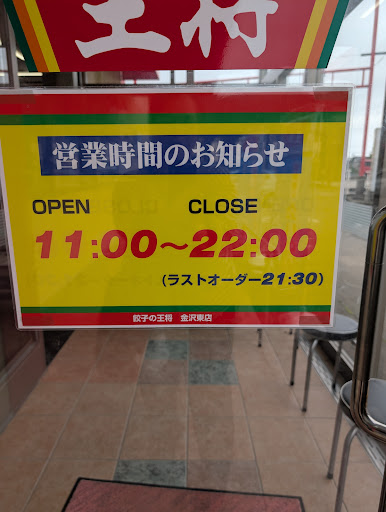 王将
営業時間のお知らせ
OPEN CLOSE
11:00~22:00
(ラストオーダー21:30)
餃子の王将 金沢東店